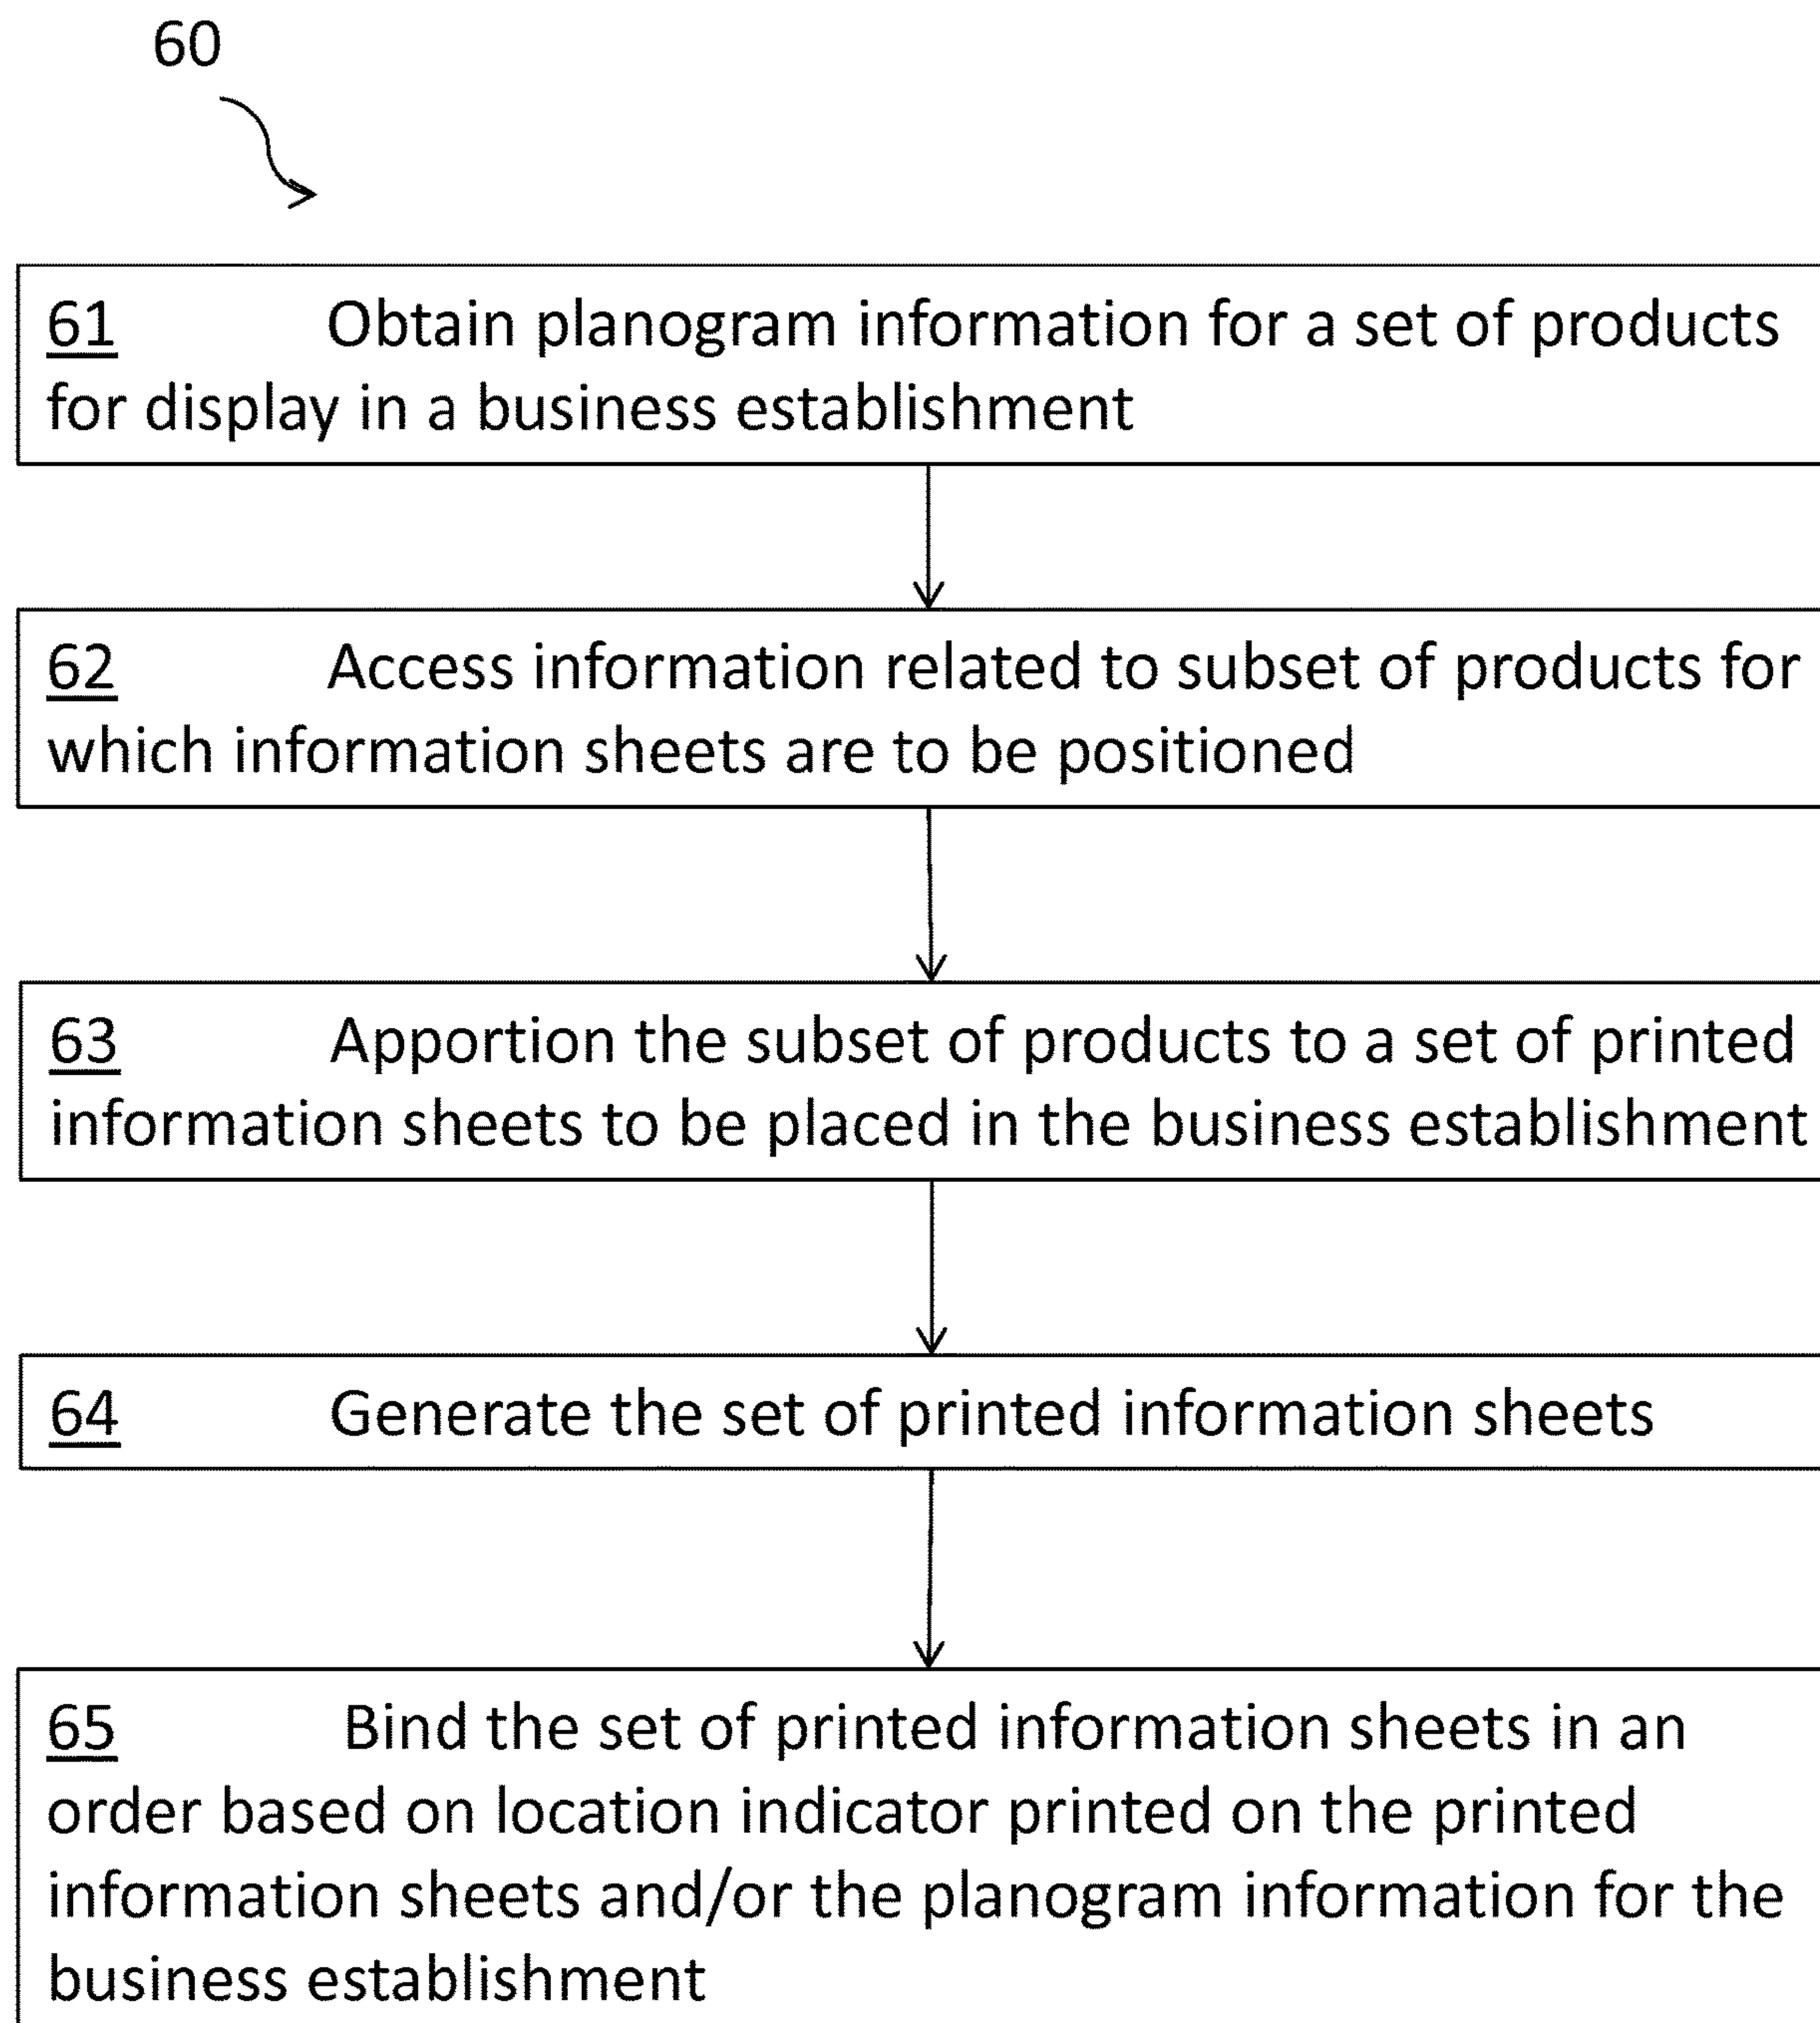 60
61 Obtain planogram information for a set of products
for display in a business establishment
62 Access information related to subset of products for
which information sheets are to be positioned
63 Apportion the subset of products to a set of printed
information sheets to be placed in the business establishment
64 Generate the set of printed information sheets
65 Bind the set of printed information sheets in an
order based on location indicator printed on the printed
information sheets and/or the planogram information for the
business establishment